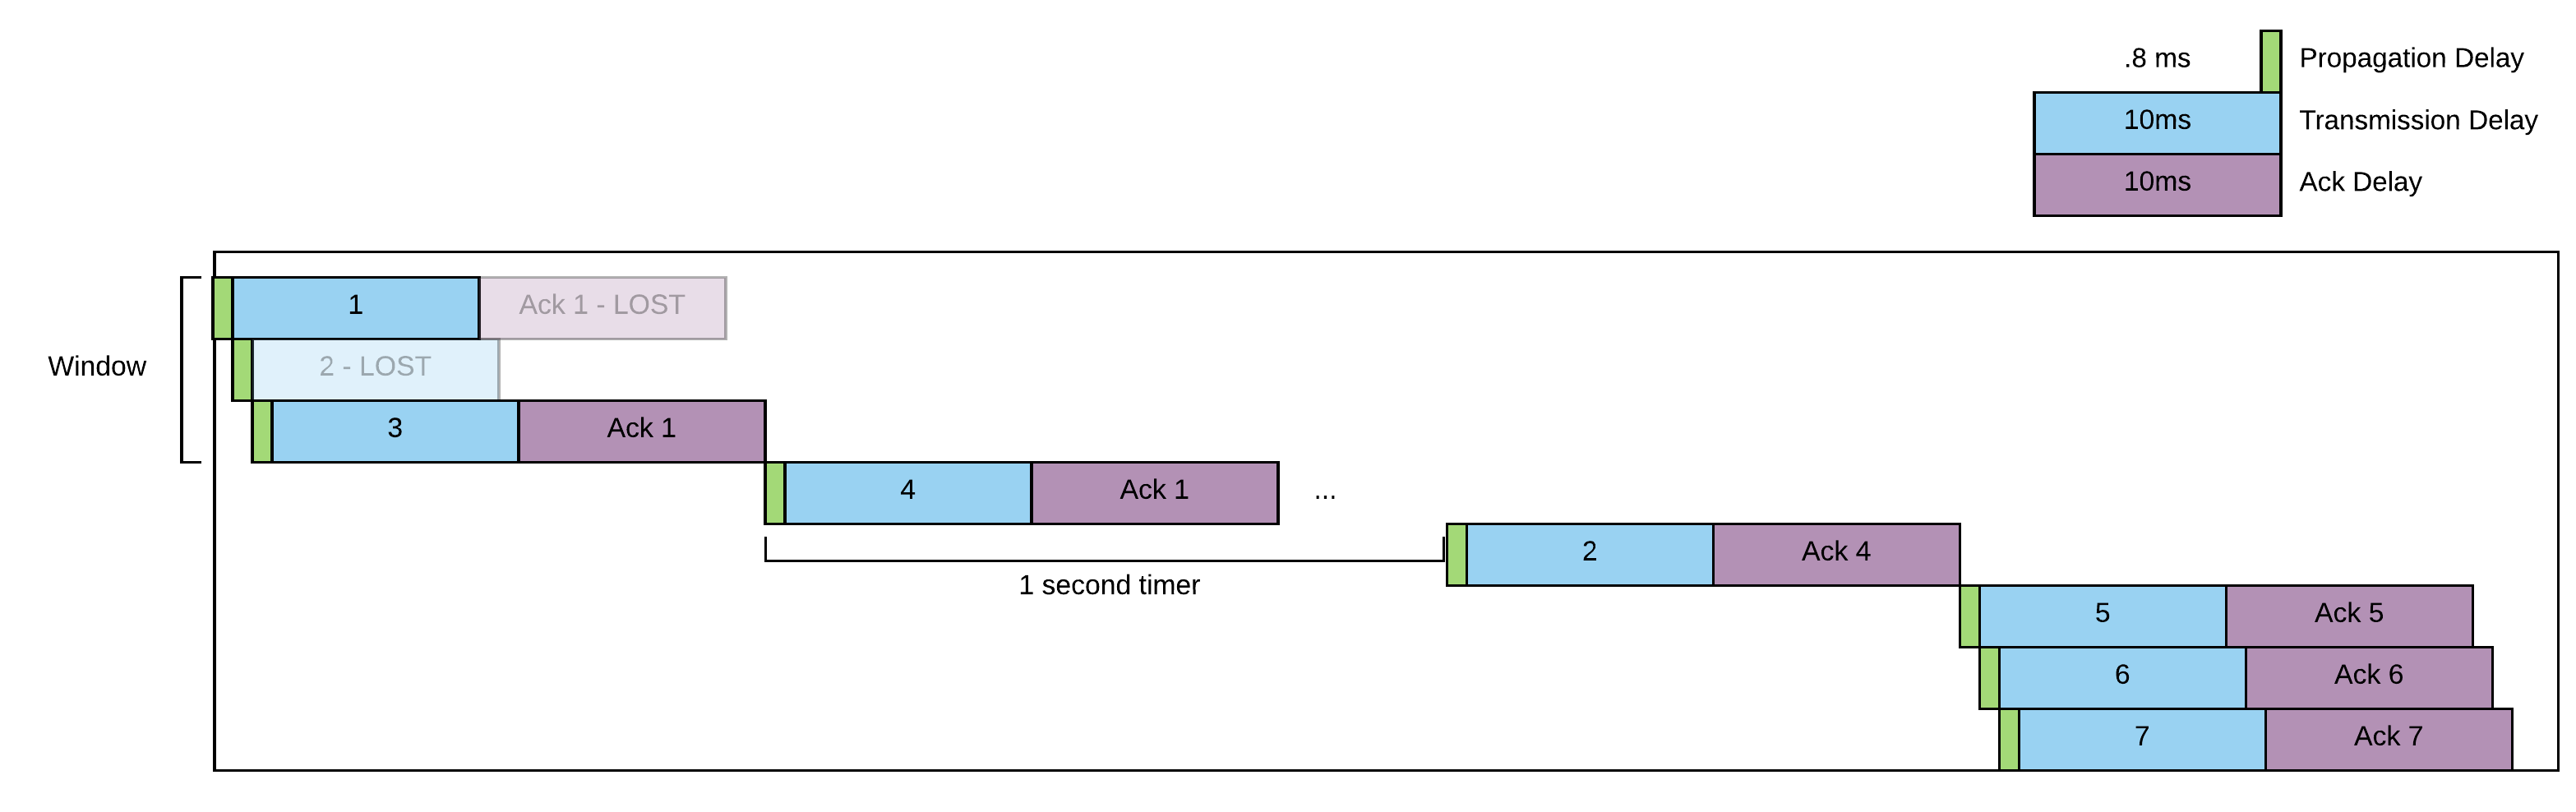 .8 ms Propagation Delay
10ms Transmission Delay
10ms Ack Delay
Window
1 Ack 1 - LOST
2 - LOST
3 Ack 1
4 Ack 1 ...
1 second timer
2 Ack 4
5 Ack 5
6 Ack 6
7 Ack 7